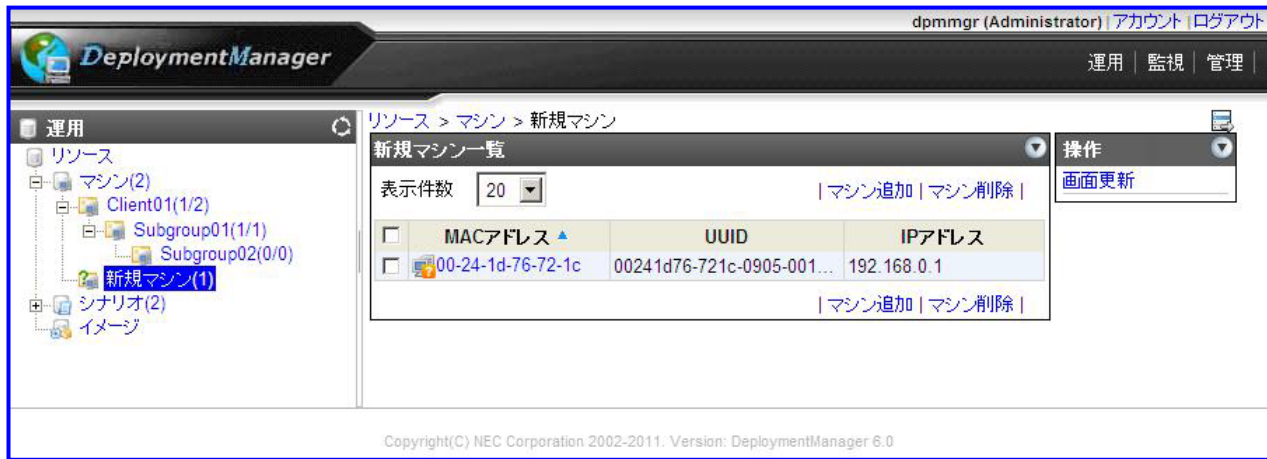 dpmmgr (Administrator) | アカウント | ログアウト
DeploymentManager
運用 | 監視 | 管理 |
運用
リソース
マシン(2)
Client01(1/2)
Subgroup01(1/1)
Subgroup02(0/0)
新規マシン(1)
シナリオ(2)
イメージ
リソース > マシン > 新規マシン
新規マシン一覧
表示件数 20 | マシン追加 | マシン削除 |
MACアドレス UUID IPアドレス
00-24-1d-76-72-1c 00241d76-721c-0905-001... 192.168.0.1
| マシン追加 | マシン削除 |
操作
画面更新
Copyright(C) NEC Corporation 2002-2011. Version: DeploymentManager 6.0